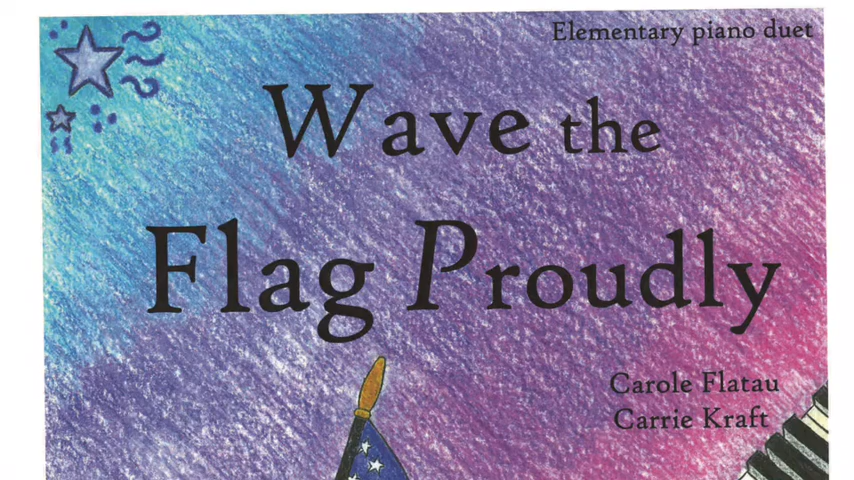 Elementary piano duet
Wave the
Flag Proudly
Carole Flatau
Carrie Kraft